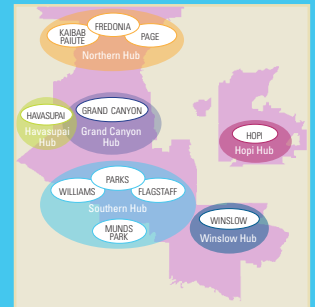 FREDONIA
KAIBAB
PAIUTE
PAGE
Northern Hub
HAVASUPAI
Havasupai
Hub
GRAND CANYON
Grand Canyon
Hub
HOPI
Hopi Hub
PARKS
WILLIAMS
FLAGSTAFF
Southern Hub
MUNDS
PARK
WINSLOW
Winslow Hub